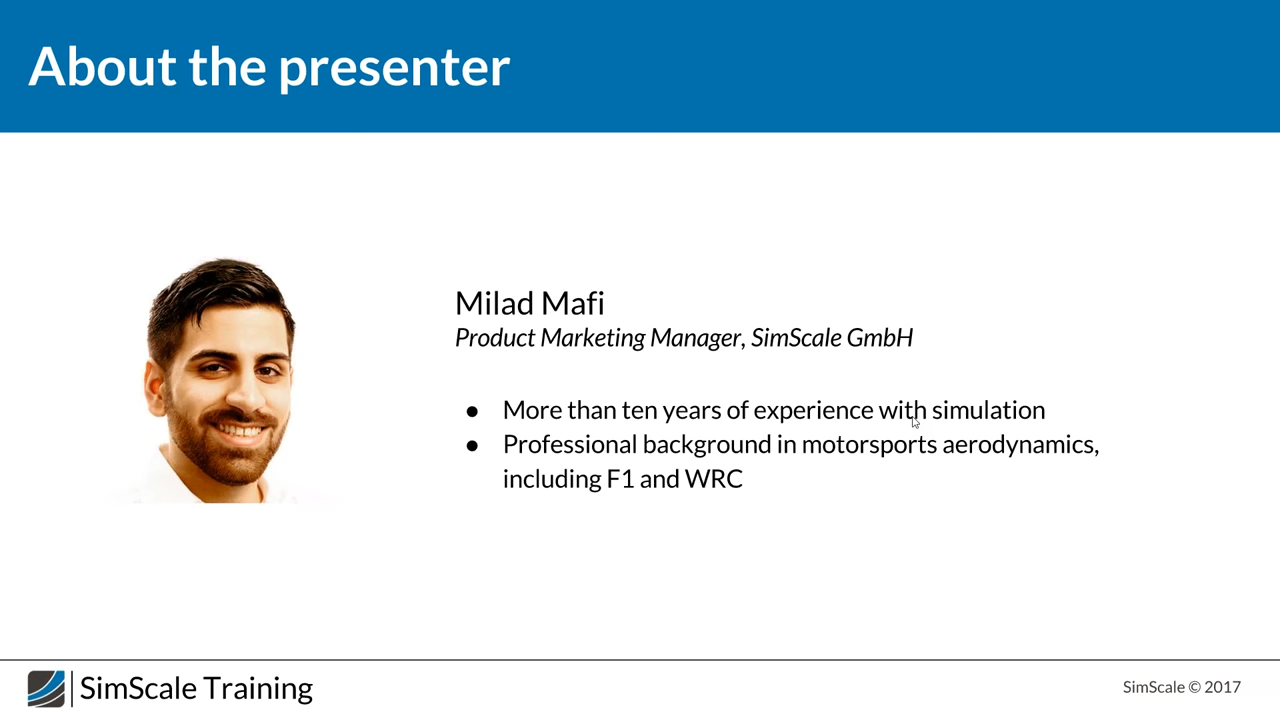 About the presenter
Milad Mafi
Product Marketing Manager, SimScale GmbH
● More than ten years of experience with simulation
● Professional background in motorsports aerodynamics,
including F1 and WRC
SimScale Training
SimScale © 2017